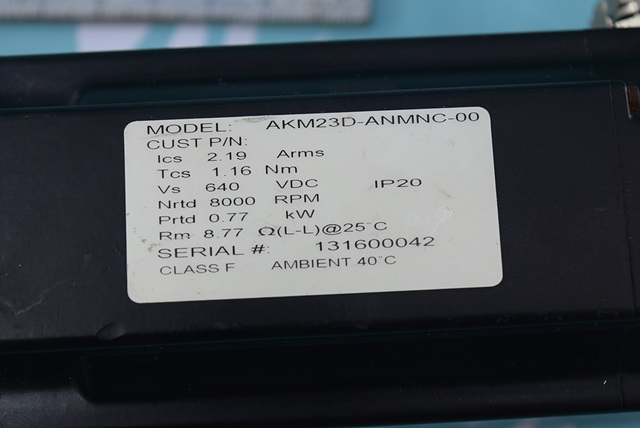 MODEL: AKM23D-ANMNC-00
CUST P/N:
Ics 2.19 Arms
Tcs 1.16 Nm
Vs 640 VDC IP20
Nrtd 8000 RPM
Prtd 0.77 kW
Rm 8.77 Ω(L-L)@25°C
SERIAL #: 131600042
CLASS F AMBIENT 40°C